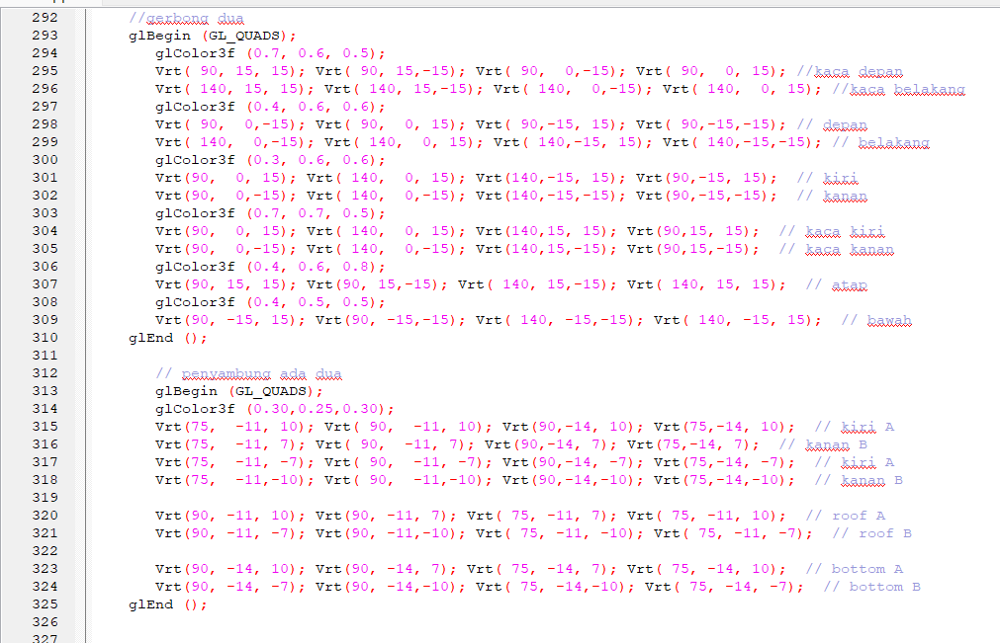 292 //gerbong dua
293 glBegin (GL_QUADS);
294 glColor3f (0.7, 0.6, 0.5);
295 Vrt( 90, 15, 15); Vrt( 90, 15,-15); Vrt( 90,  0,-15); Vrt( 90,  0, 15); //kaca depan
296 Vrt( 140, 15, 15); Vrt( 140, 15,-15); Vrt( 140,  0,-15); Vrt( 140,  0, 15); //kaca belakang
297 glColor3f (0.4, 0.6, 0.6);
298 Vrt( 90,  0,-15); Vrt( 90,  0, 15); Vrt( 90,-15, 15); Vrt( 90,-15,-15); // depan
299 Vrt( 140,  0,-15); Vrt( 140,  0, 15); Vrt( 140,-15, 15); Vrt( 140,-15,-15); // belakang
300 glColor3f (0.3, 0.6, 0.6);
301 Vrt(90,  0, 15); Vrt( 140,  0, 15); Vrt(140,-15, 15); Vrt(90,-15, 15);  // kiri
302 Vrt(90,  0,-15); Vrt( 140,  0,-15); Vrt(140,-15,-15); Vrt(90,-15,-15);  // kanan
303 glColor3f (0.7, 0.7, 0.5);
304 Vrt(90,  0, 15); Vrt( 140,  0, 15); Vrt(140,15, 15); Vrt(90,15, 15);  // kaca kiri
305 Vrt(90,  0,-15); Vrt( 140,  0,-15); Vrt(140,15,-15); Vrt(90,15,-15);  // kaca kanan
306 glColor3f (0.4, 0.6, 0.8);
307 Vrt(90, 15, 15); Vrt(90, 15,-15); Vrt( 140, 15,-15); Vrt( 140, 15, 15);  // atap
308 glColor3f (0.4, 0.5, 0.5);
309 Vrt(90, -15, 15); Vrt(90, -15,-15); Vrt( 140, -15,-15); Vrt( 140, -15, 15);  // bawah
310 glEnd ();
311
312 // penyambung ada dua
313 glBegin (GL_QUADS);
314 glColor3f (0.30,0.25,0.30);
315 Vrt(75,  -11, 10); Vrt( 90,  -11, 10); Vrt(90,-14, 10); Vrt(75,-14, 10);  // kiri A
316 Vrt(75,  -11, 7); Vrt( 90,  -11, 7); Vrt(90,-14, 7); Vrt(75,-14, 7);  // kanan B
317 Vrt(75,  -11, -7); Vrt( 90,  -11, -7); Vrt(90,-14, -7); Vrt(75,-14, -7);  // kiri A
318 Vrt(75,  -11,-10); Vrt( 90,  -11,-10); Vrt(90,-14,-10); Vrt(75,-14,-10);  // kanan B
319
320 Vrt(90, -11, 10); Vrt(90, -11, 7); Vrt( 75, -11, 7); Vrt( 75, -11, 10);  // roof A
321 Vrt(90, -11, -7); Vrt(90, -11,-10); Vrt( 75, -11, -10); Vrt( 75, -11, -7);  // roof B
322
323 Vrt(90, -14, 10); Vrt(90, -14, 7); Vrt( 75, -14, 7); Vrt( 75, -14, 10);  // bottom A
324 Vrt(90, -14, -7); Vrt(90, -14,-10); Vrt( 75, -14,-10); Vrt( 75, -14, -7);  // bottom B
325 glEnd ();
326
327